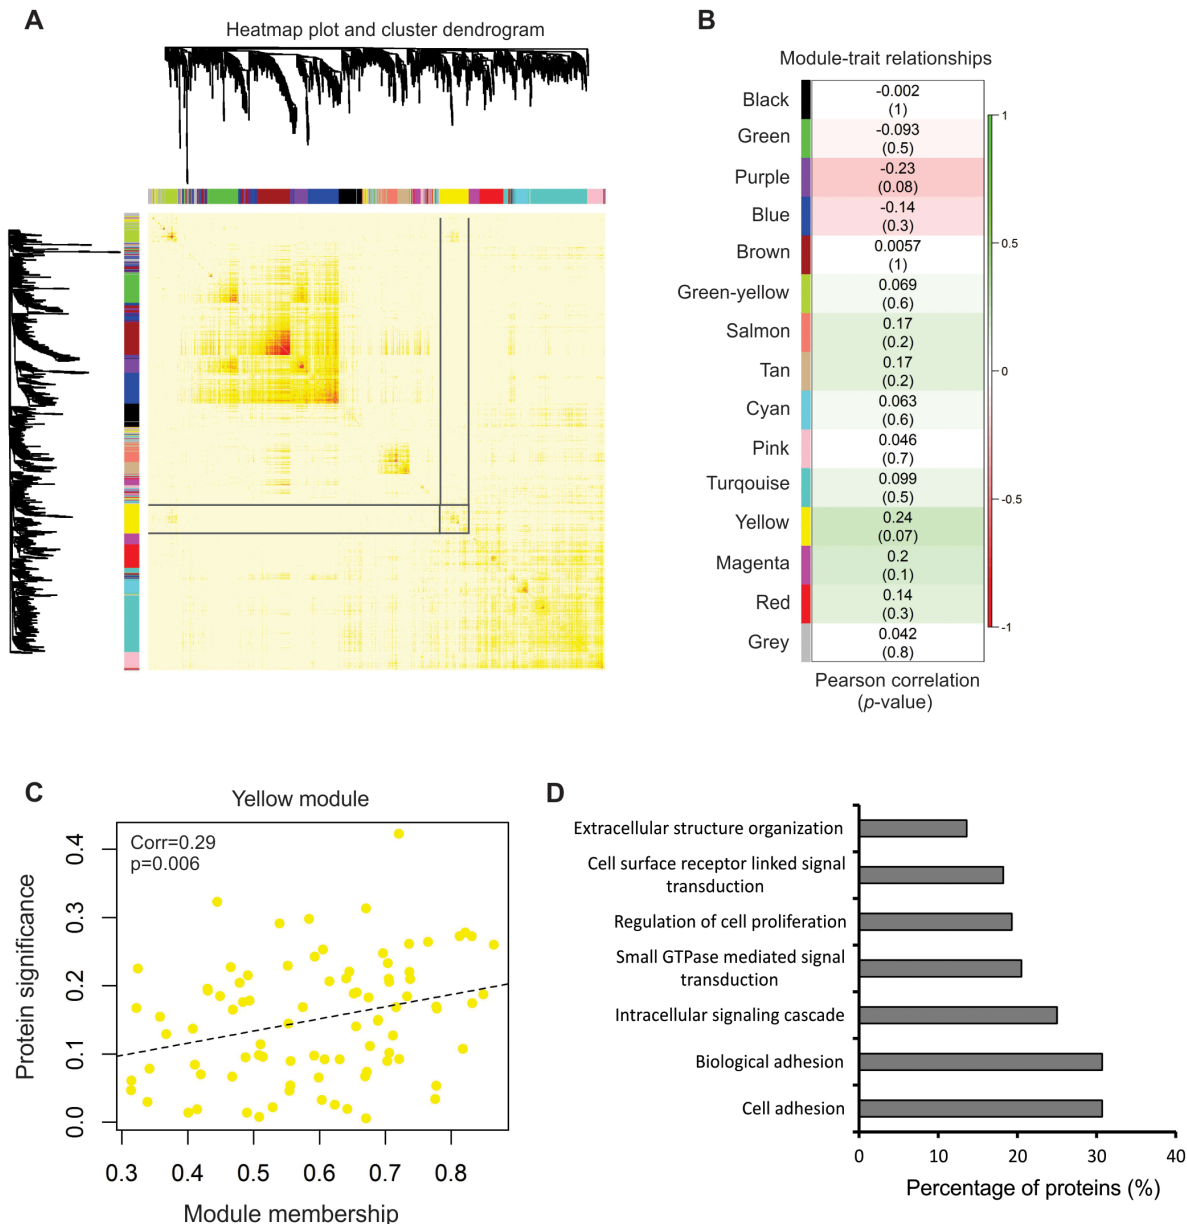 A
Heatmap plot and cluster dendrogram
B
Module-trait relationships
Black
-0.002
(1)
Green
-0.093
(0.5)
Purple
-0.23
(0.08)
Blue
-0.14
(0.3)
Brown
0.0057
(1)
Green-yellow
0.069
(0.6)
Salmon
0.17
(0.2)
Tan
0.17
(0.2)
Cyan
0.063
(0.6)
Pink
0.046
(0.7)
Turqouise
0.099
(0.5)
Yellow
0.24
(0.07)
Magenta
0.2
(0.1)
Red
0.14
(0.3)
Grey
0.042
(0.8)
1
0.5
0
-0.5
-1
Pearson correlation
(p-value)
C
Yellow module
Corr=0.29
p=0.006
Protein significance
0.4
0.3
0.2
0.1
0.0
0.3 0.4 0.5 0.6 0.7 0.8
Module membership
D
Extracellular structure organization
Cell surface receptor linked signal
transduction
Regulation of cell proliferation
Small GTPase mediated signal
transduction
Intracellular signaling cascade
Biological adhesion
Cell adhesion
0 10 20 30 40
Percentage of proteins (%)